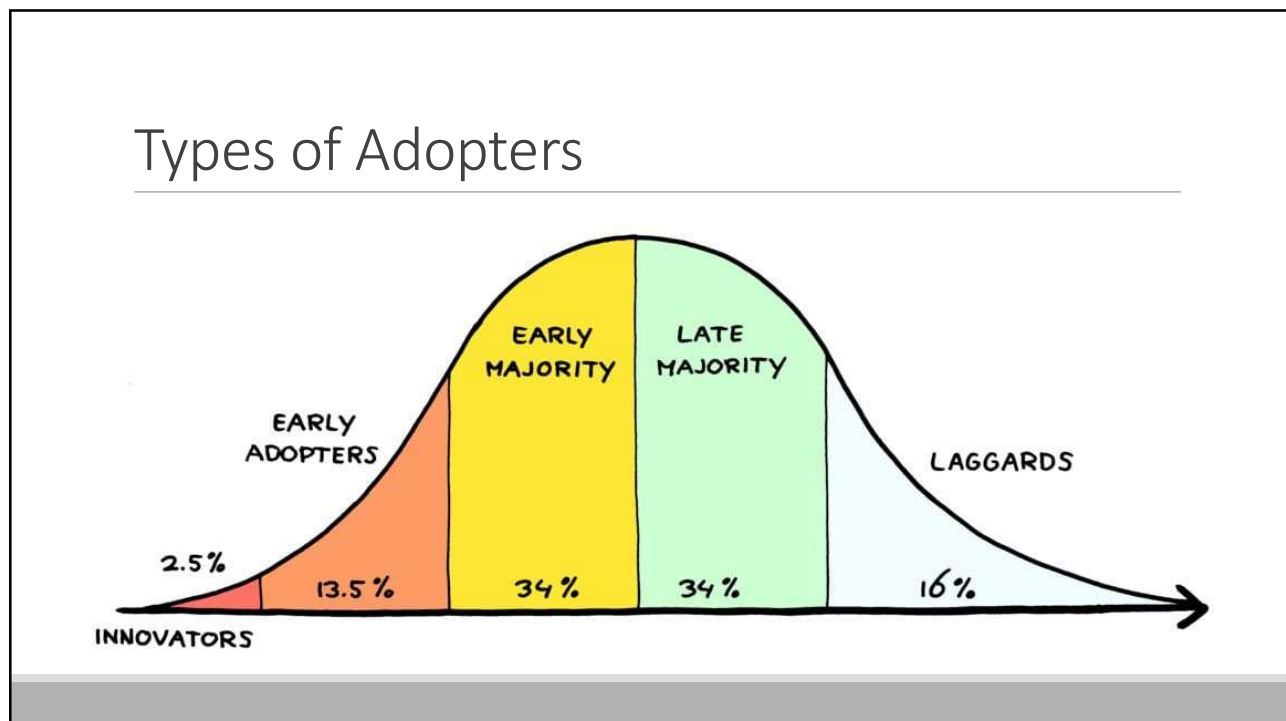 Types of Adopters
EARLY
MAJORITY
LATE
MAJORITY
EARLY
ADOPTERS
LAGGARDS
2.5%
13.5%
34%
34%
16%
INNOVATORS